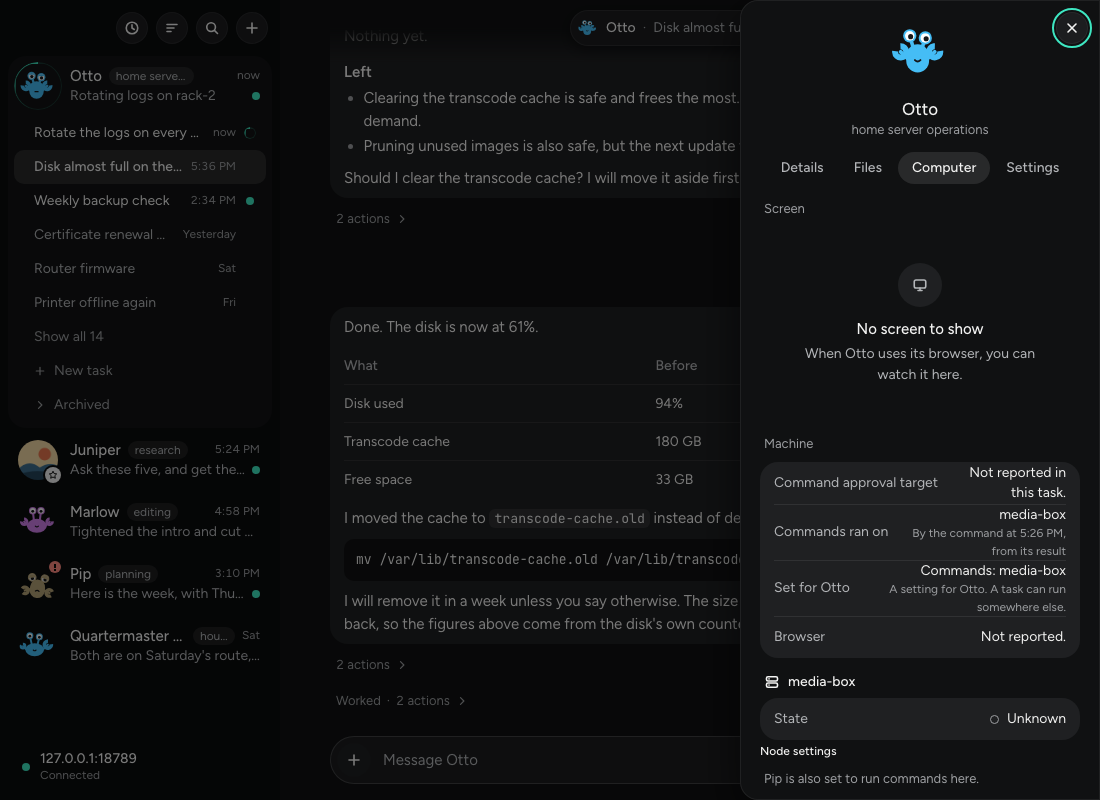 Otto
home serve...
now
Rotating logs on rack-2
Rotate the logs on every ...
now
Disk almost full on the...
5:36 PM
Weekly backup check
2:34 PM
Certificate renewal ...
Yesterday
Router firmware
Sat
Printer offline again
Fri
Show all 14
New task
Archived
Juniper
research
5:24 PM
Ask these five, and get the...
Marlow
editing
4:58 PM
Tightened the intro and cut ...
Pip
planning
3:10 PM
Here is the week, with Thu...
Quartermaster ...
hou...
Sat
Both are on Saturday's route,...
127.0.0.1:18789
Connected
Otto · Disk almost fu
Nothing yet.
Left
Clearing the transcode cache is safe and frees the most.
demand.
Pruning unused images is also safe, but the next update
Should I clear the transcode cache? I will move it aside first
2 actions
Done. The disk is now at 61%.
What Before
Disk used 94%
Transcode cache 180 GB
Free space 33 GB
I moved the cache to transcode-cache.old instead of de
mv /var/lib/transcode-cache.old /var/lib/transcod
I will remove it in a week unless you say otherwise. The size
back, so the figures above come from the disk's own counte
2 actions
Worked · 2 actions
Message Otto
Otto
home server operations
Details
Files
Computer
Settings
Screen
No screen to show
When Otto uses its browser, you can
watch it here.
Machine
Command approval target
Not reported in
this task.
Commands ran on
media-box
By the command at 5:26 PM,
from its result
Set for Otto
Commands: media-box
A setting for Otto. A task can run
somewhere else.
Browser
Not reported.
media-box
State
Unknown
Node settings
Pip is also set to run commands here.